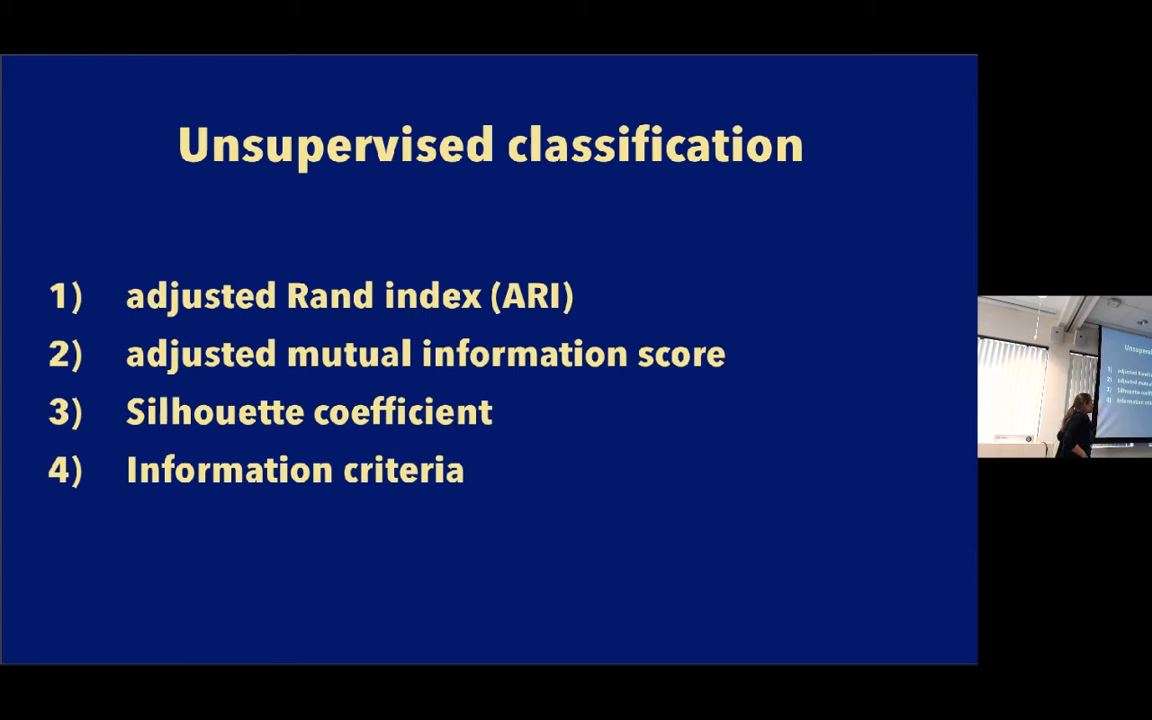 Unsupervised classification
1) adjusted Rand index (ARI)
2) adjusted mutual information score
3) Silhouette coefficient
4) Information criteria